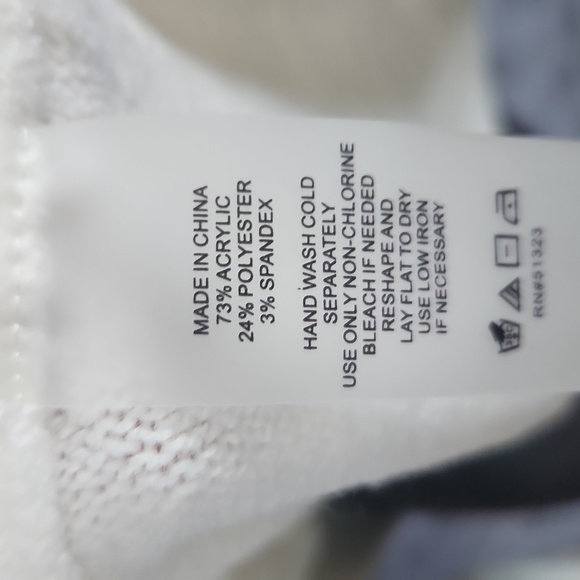 MADE IN CHINA
73% ACRYLIC
24% POLYESTER
3% SPANDEX
HAND WASH COLD
SEPARATELY
USE ONLY NON-CHLORINE
BLEACH IF NEEDED
RESHAPE AND
LAY FLAT TO DRY
USE LOW IRON
IF NECESSARY
RN#51323